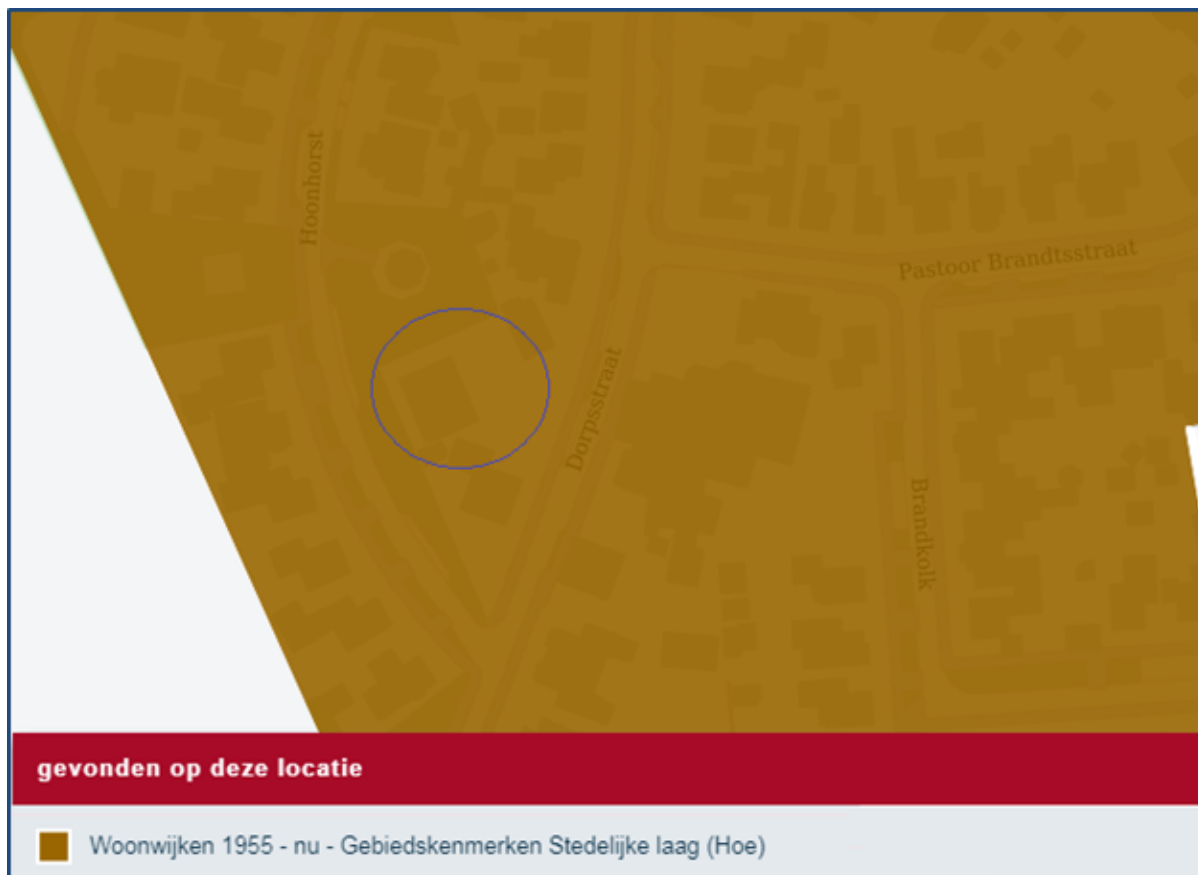 Hoonhorst
Pastoor Brandtsstraat
Dorpsstraat
Brandkolk
gevonden op deze locatie
Woonwijken 1955 - nu - Gebiedskenmerken Stedelijke laag (Hoe)